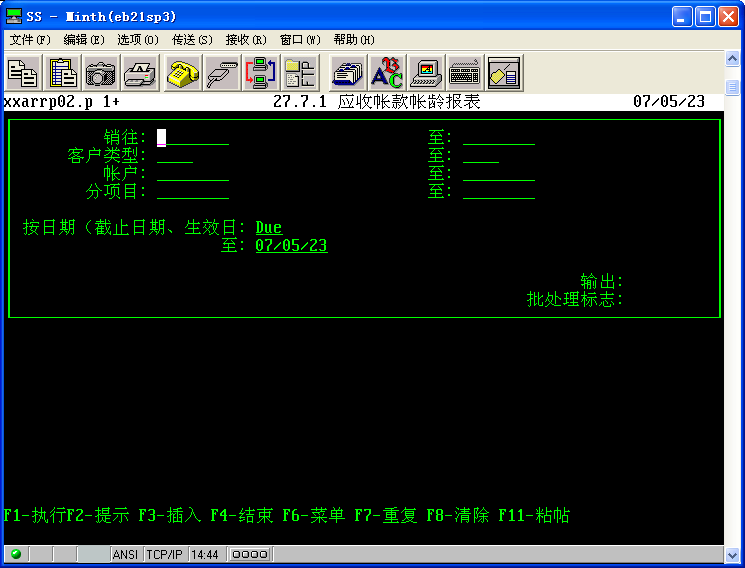 SS - Minth(eb21sp3)
文件(F) 编辑(E) 选项(O) 传送(S) 接收(R) 窗口(W) 帮助(H)
xxarrp02.p 1+ 27.7.1 应收帐款帐龄报表 07/05/23
销往: 至:
客户类型: 至:
帐户: 至:
分项目: 至:
按日期（截止日期、生效日: Due
至: 07/05/23
输出:
批处理标志:
F1-执行F2-提示 F3-插入 F4-结束 F6-菜单 F7-重复 F8-清除 F11-粘帖
ANSI TCP/IP 14:44